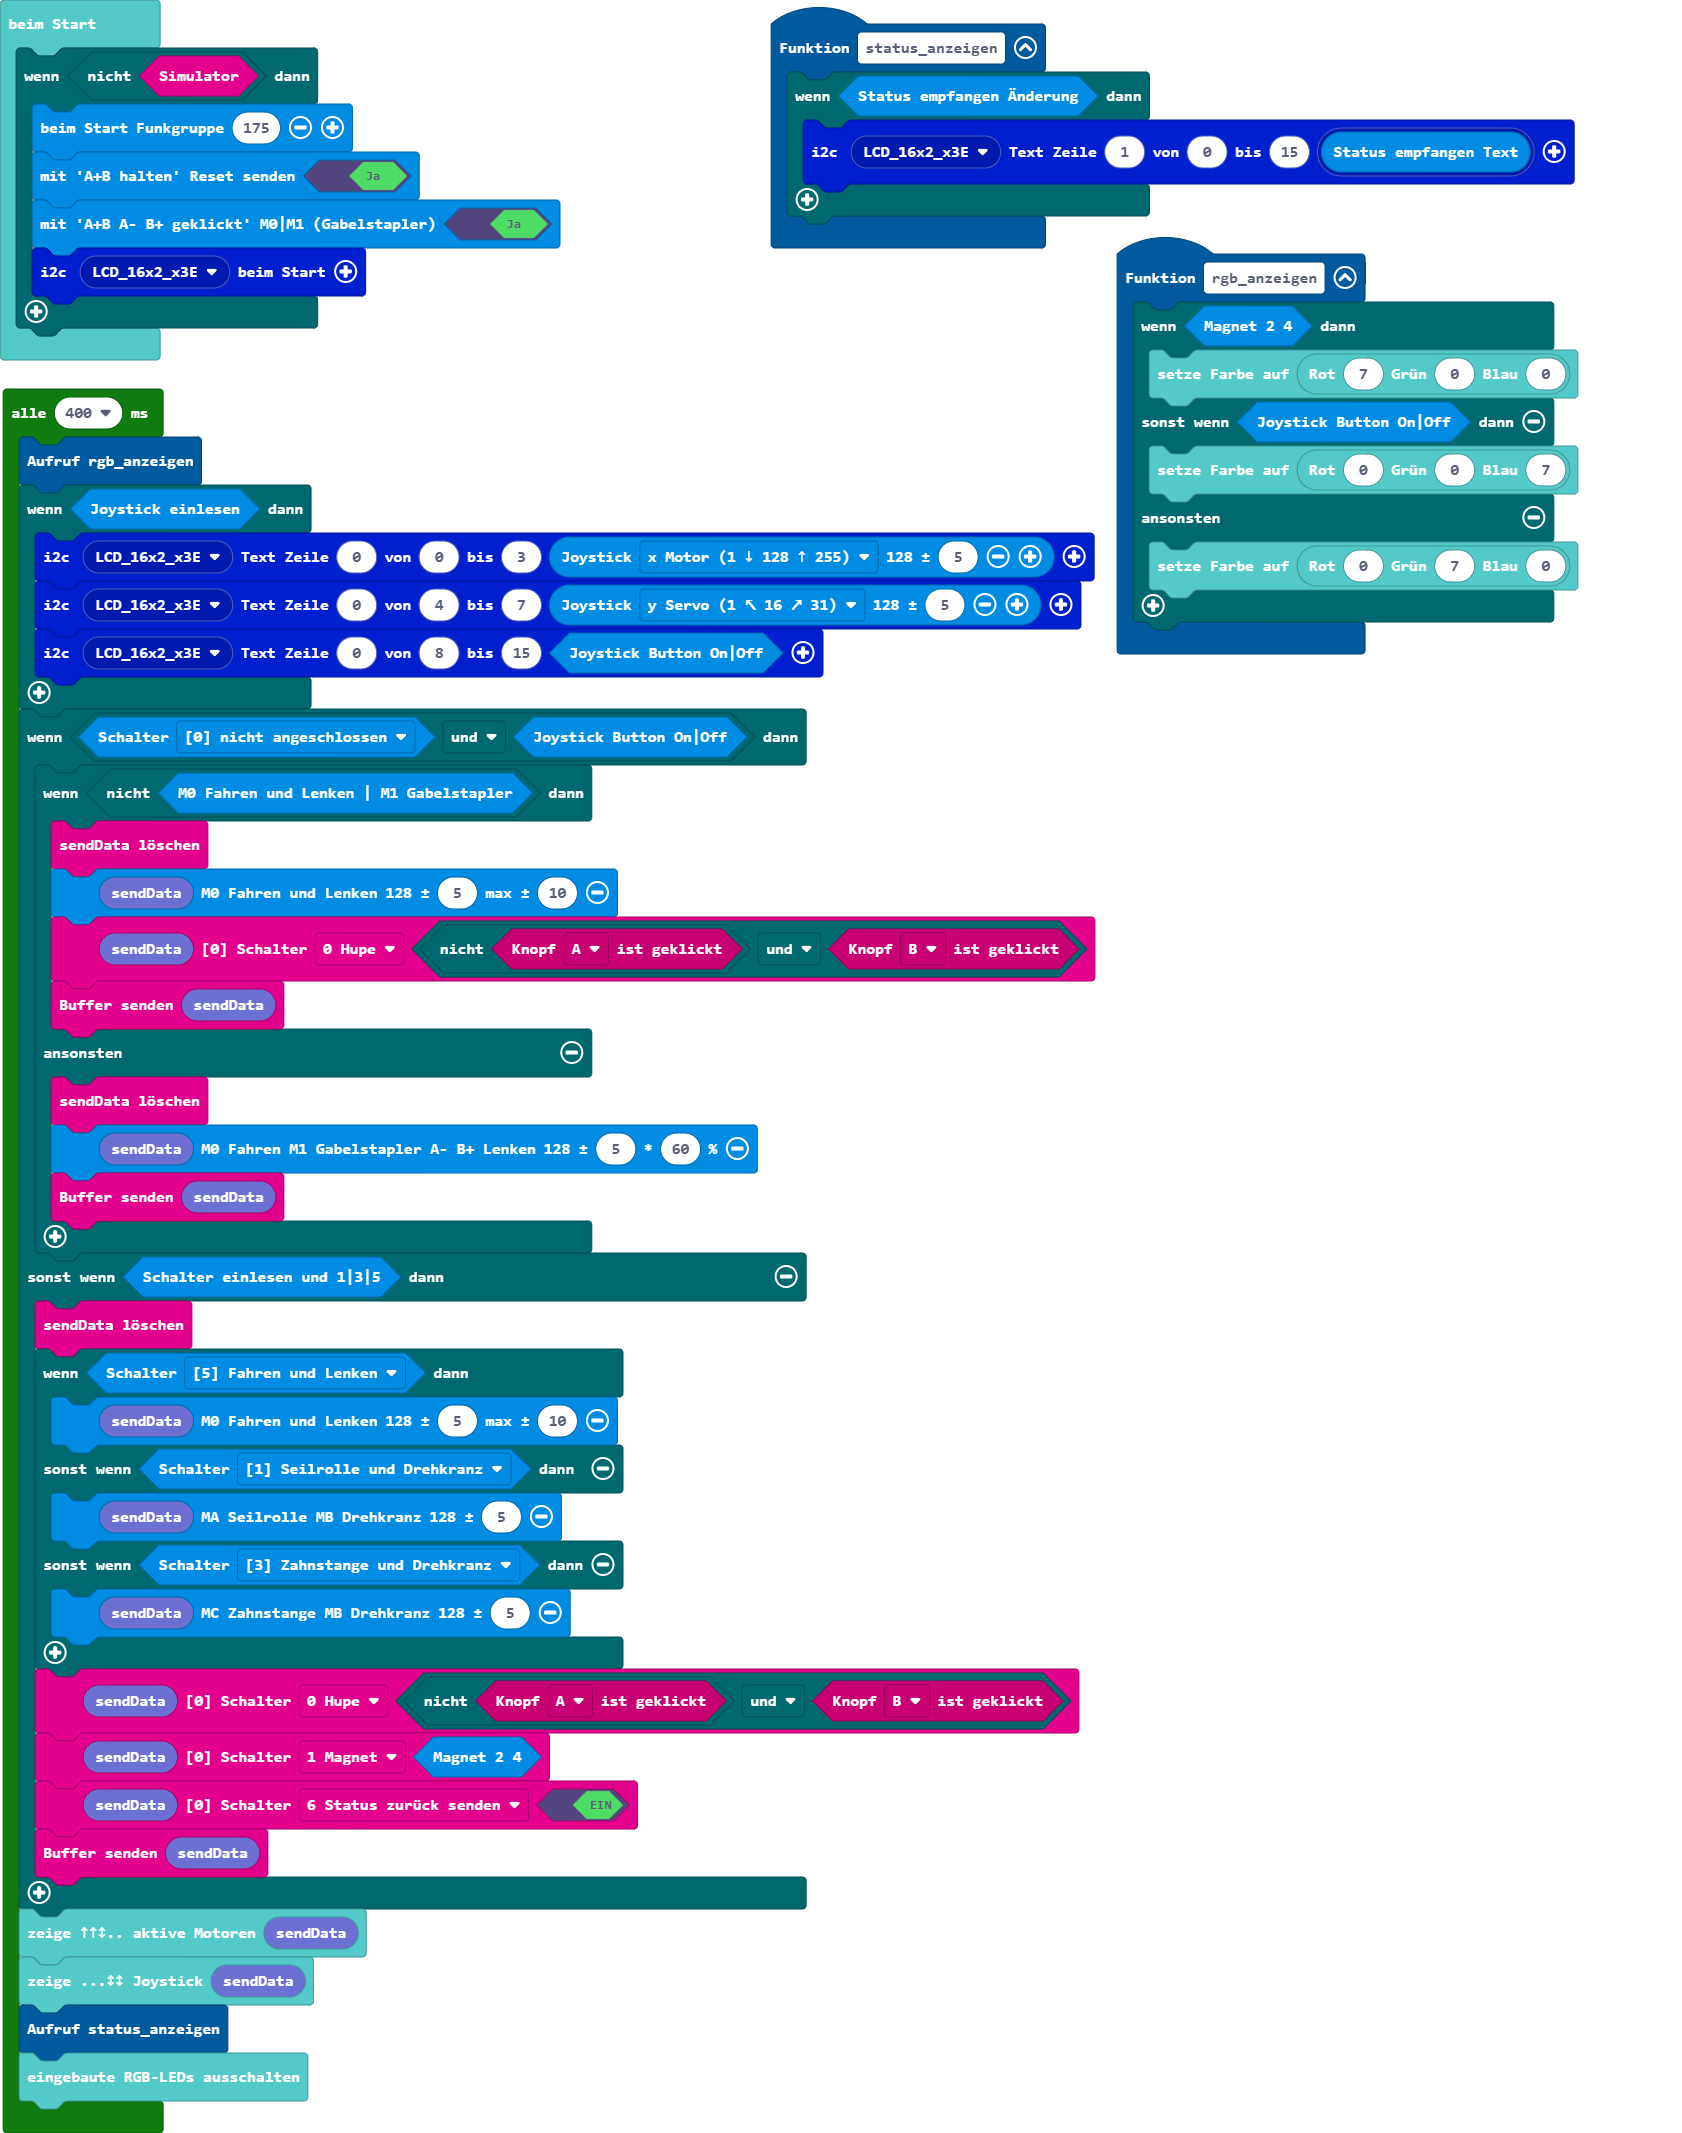 beim Start
wenn nicht Simulator dann
beim Start Funkgruppe 175
mit 'A+B halten' Reset senden Ja
mit 'A+B A- B+ geklickt' M0|M1 (Gabelstapler) Ja
i2c LCD_16x2_x3E beim Start
Funktion status_anzeigen
wenn Status empfangen Änderung dann
i2c LCD_16x2_x3E Text Zeile 1 von 0 bis 15 Status empfangen Text
Funktion rgb_anzeigen
wenn Magnet 2 4 dann
setze Farbe auf Rot 7 Grün 0 Blau 0
sonst wenn Joystick Button On|Off dann
setze Farbe auf Rot 0 Grün 0 Blau 7
ansonsten
setze Farbe auf Rot 0 Grün 7 Blau 0
alle 400 ms
Aufruf rgb_anzeigen
wenn Joystick einlesen dann
i2c LCD_16x2_x3E Text Zeile 0 von 0 bis 3 Joystick x Motor (1 ↓ 128 ↑ 255) 128 ± 5
i2c LCD_16x2_x3E Text Zeile 0 von 4 bis 7 Joystick y Servo (1 ↖ 16 ↗ 31) 128 ± 5
i2c LCD_16x2_x3E Text Zeile 0 von 8 bis 15 Joystick Button On|Off
wenn Schalter [0] nicht angeschlossen und Joystick Button On|Off dann
wenn nicht M0 Fahren und Lenken | M1 Gabelstapler dann
sendData löschen
sendData M0 Fahren und Lenken 128 ± 5 max ± 10
sendData [0] Schalter 0 Hupe nicht Knopf A ist geklickt und Knopf B ist geklickt
Buffer senden sendData
ansonsten
sendData löschen
sendData M0 Fahren M1 Gabelstapler A- B+ Lenken 128 ± 5 * 60 %
Buffer senden sendData
sonst wenn Schalter einlesen und 1|3|5 dann
sendData löschen
wenn Schalter [5] Fahren und Lenken dann
sendData M0 Fahren und Lenken 128 ± 5 max ± 10
sonst wenn Schalter [1] Seilrolle und Drehkranz dann
sendData MA Seilrolle MB Drehkranz 128 ± 5
sonst wenn Schalter [3] Zahnstange und Drehkranz dann
sendData MC Zahnstange MB Drehkranz 128 ± 5
sendData [0] Schalter 0 Hupe nicht Knopf A ist geklickt und Knopf B ist geklickt
sendData [0] Schalter 1 Magnet Magnet 2 4
sendData [0] Schalter 6 Status zurück senden EIN
Buffer senden sendData
zeige ↑↑↕.. aktive Motoren sendData
zeige ...↕↕ Joystick sendData
Aufruf status_anzeigen
eingebaute RGB-LEDs ausschalten